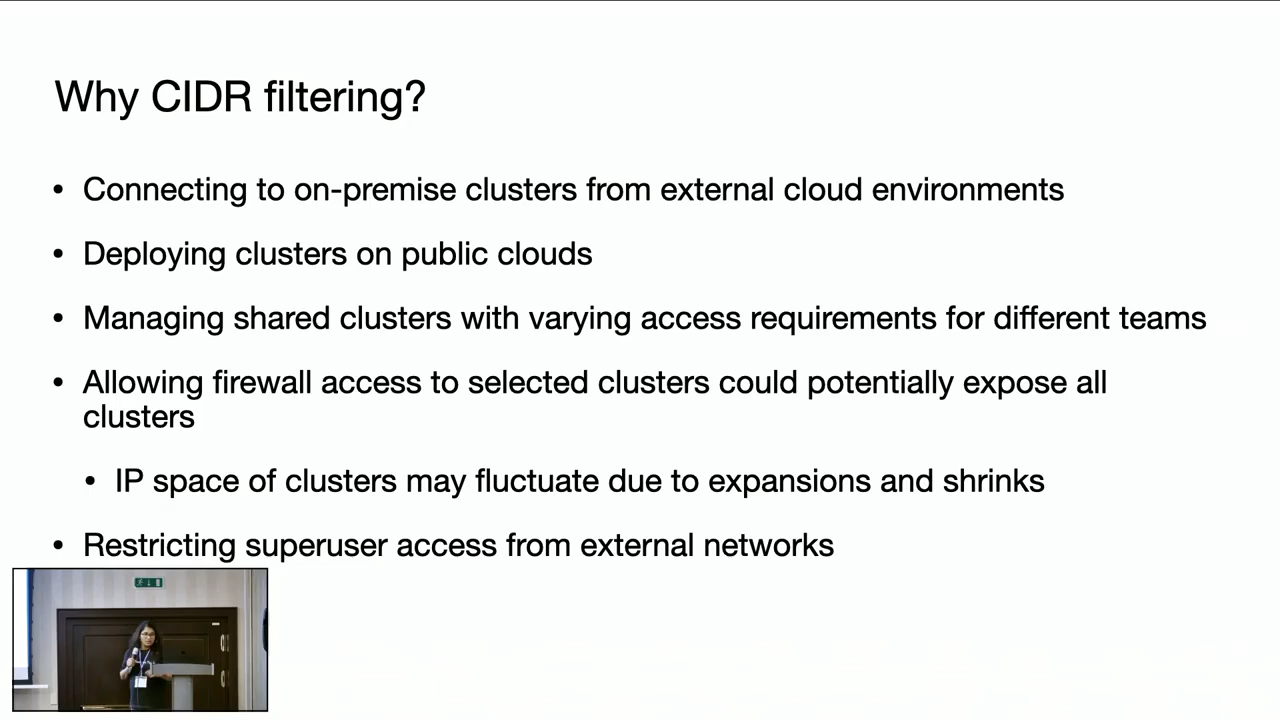 Why CIDR filtering?
• Connecting to on-premise clusters from external cloud environments
• Deploying clusters on public clouds
• Managing shared clusters with varying access requirements for different teams
• Allowing firewall access to selected clusters could potentially expose all
clusters
• IP space of clusters may fluctuate due to expansions and shrinks
• Restricting superuser access from external networks